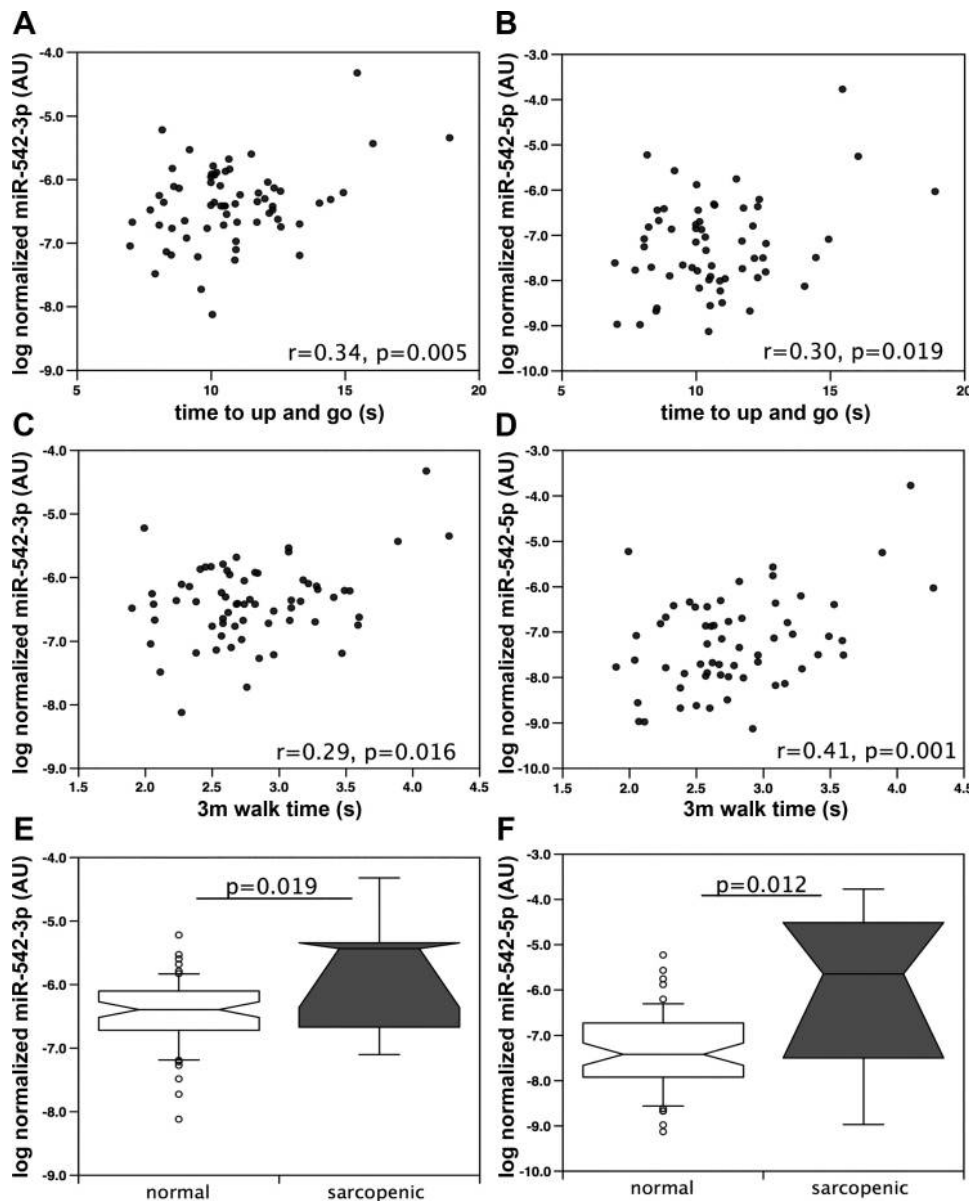 A
B
log normalized miR-542-3p (AU)
-4.0
-5.0
-6.0
-7.0
-8.0
-9.0
r=0.34, p=0.005
5
10
15
20
time to up and go (s)
log normalized miR-542-5p (AU)
-3.0
-4.0
-5.0
-6.0
-7.0
-8.0
-9.0
-10.0
r=0.30, p=0.019
5
10
15
20
time to up and go (s)
C
D
log normalized miR-542-3p (AU)
-4.0
-5.0
-6.0
-7.0
-8.0
-9.0
r=0.29, p=0.016
1.5
2.0
2.5
3.0
3.5
4.0
4.5
3m walk time (s)
log normalized miR-542-5p (AU)
-3.0
-4.0
-5.0
-6.0
-7.0
-8.0
-9.0
-10.0
r=0.41, p=0.001
1.5
2.0
2.5
3.0
3.5
4.0
4.5
3m walk time (s)
E
F
log normalized miR-542-3p (AU)
-4.0
-5.0
-6.0
-7.0
-8.0
-9.0
p=0.019
normal
sarcopenic
log normalized miR-542-5p (AU)
-3.0
-4.0
-5.0
-6.0
-7.0
-8.0
-9.0
-10.0
p=0.012
normal
sarcopenic